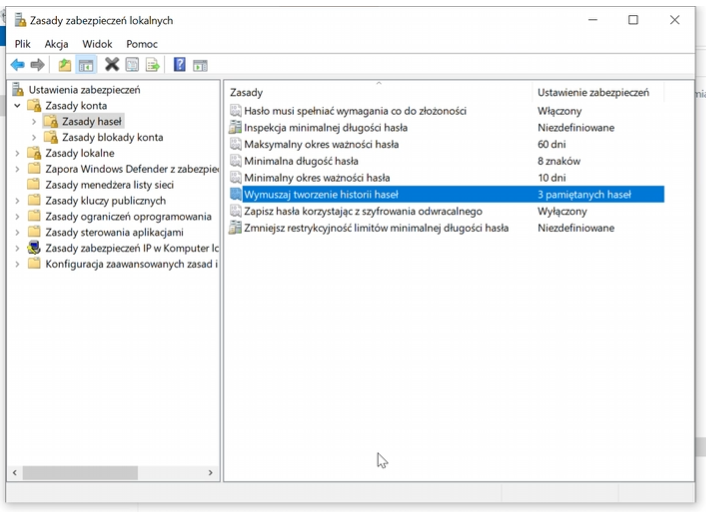 Zasady zabezpieczeń lokalnych
Plik Akcja Widok Pomoc
Ustawienia zabezpieczeń
Zasady konta
Zasady haseł
Zasady blokady konta
Zasady lokalne
Zapora Windows Defender z zabezpie
Zasady menedżera listy sieci
Zasady kluczy publicznych
Zasady ograniczeń oprogramowania
Zasady sterowania aplikacjami
Zasady zabezpieczeń IP w Komputer lo
Konfiguracja zaawansowanych zasad i
Zasady Ustawienie zabezpieczeń
Hasło musi spełniać wymagania co do złożoności Włączony
Inspekcja minimalnej długości hasła Niezdefiniowane
Maksymalny okres ważności hasła 60 dni
Minimalna długość hasła 8 znaków
Minimalny okres ważności hasła 10 dni
Wymuszaj tworzenie historii haseł 3 pamiętanych haseł
Zapisz hasła korzystając z szyfrowania odwracalnego Wyłączony
Zmniejsz restrykcyjność limitów minimalnej długości hasła Niezdefiniowane